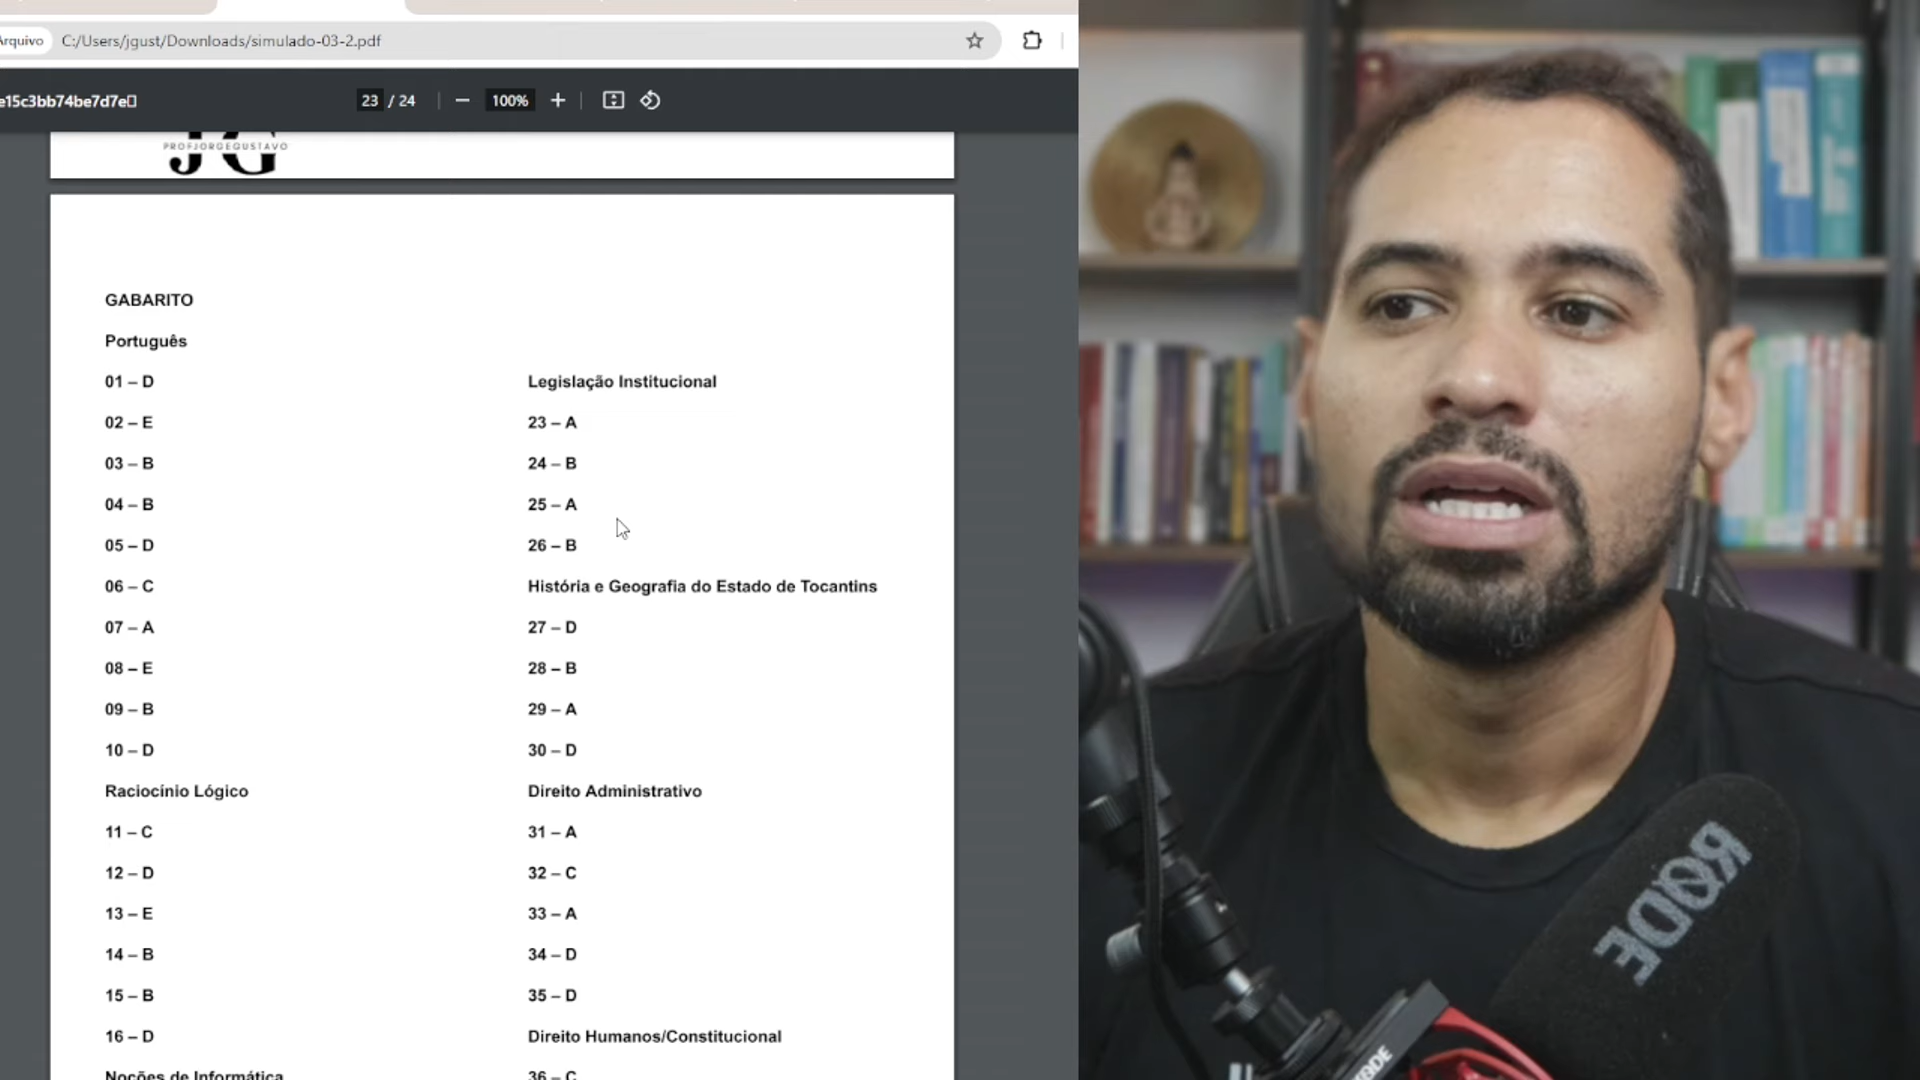 Arquivo
C:/Users/jgust/Downloads/simulado-03-2.pdf
e15c3bb74be7d7e
23 / 24
100%
JG
PROFJORGEGUSTAVO
GABARITO
Português
01 – D
02 – E
03 – B
04 – B
05 – D
06 – C
07 – A
08 – E
09 – B
10 – D
Raciocínio Lógico
11 – C
12 – D
13 – E
14 – B
15 – B
16 – D
Noções de Informática
Legislação Institucional
23 – A
24 – B
25 – A
26 – B
História e Geografia do Estado de Tocantins
27 – D
28 – B
29 – A
30 – D
Direito Administrativo
31 – A
32 – C
33 – A
34 – D
35 – D
Direito Humanos/Constitucional
36 – C
RØDE
RØDE